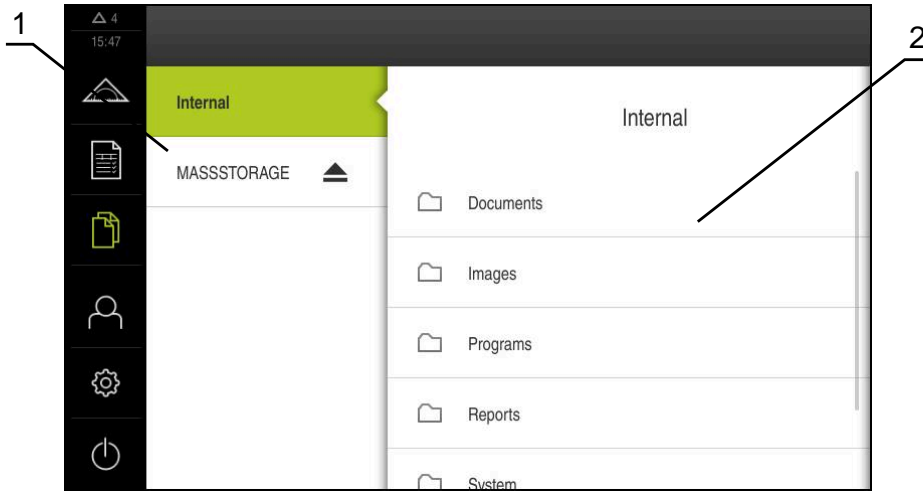 1
4
15:47
2
Internal
Internal
MASSSTORAGE
Documents
Images
Programs
Reports
System